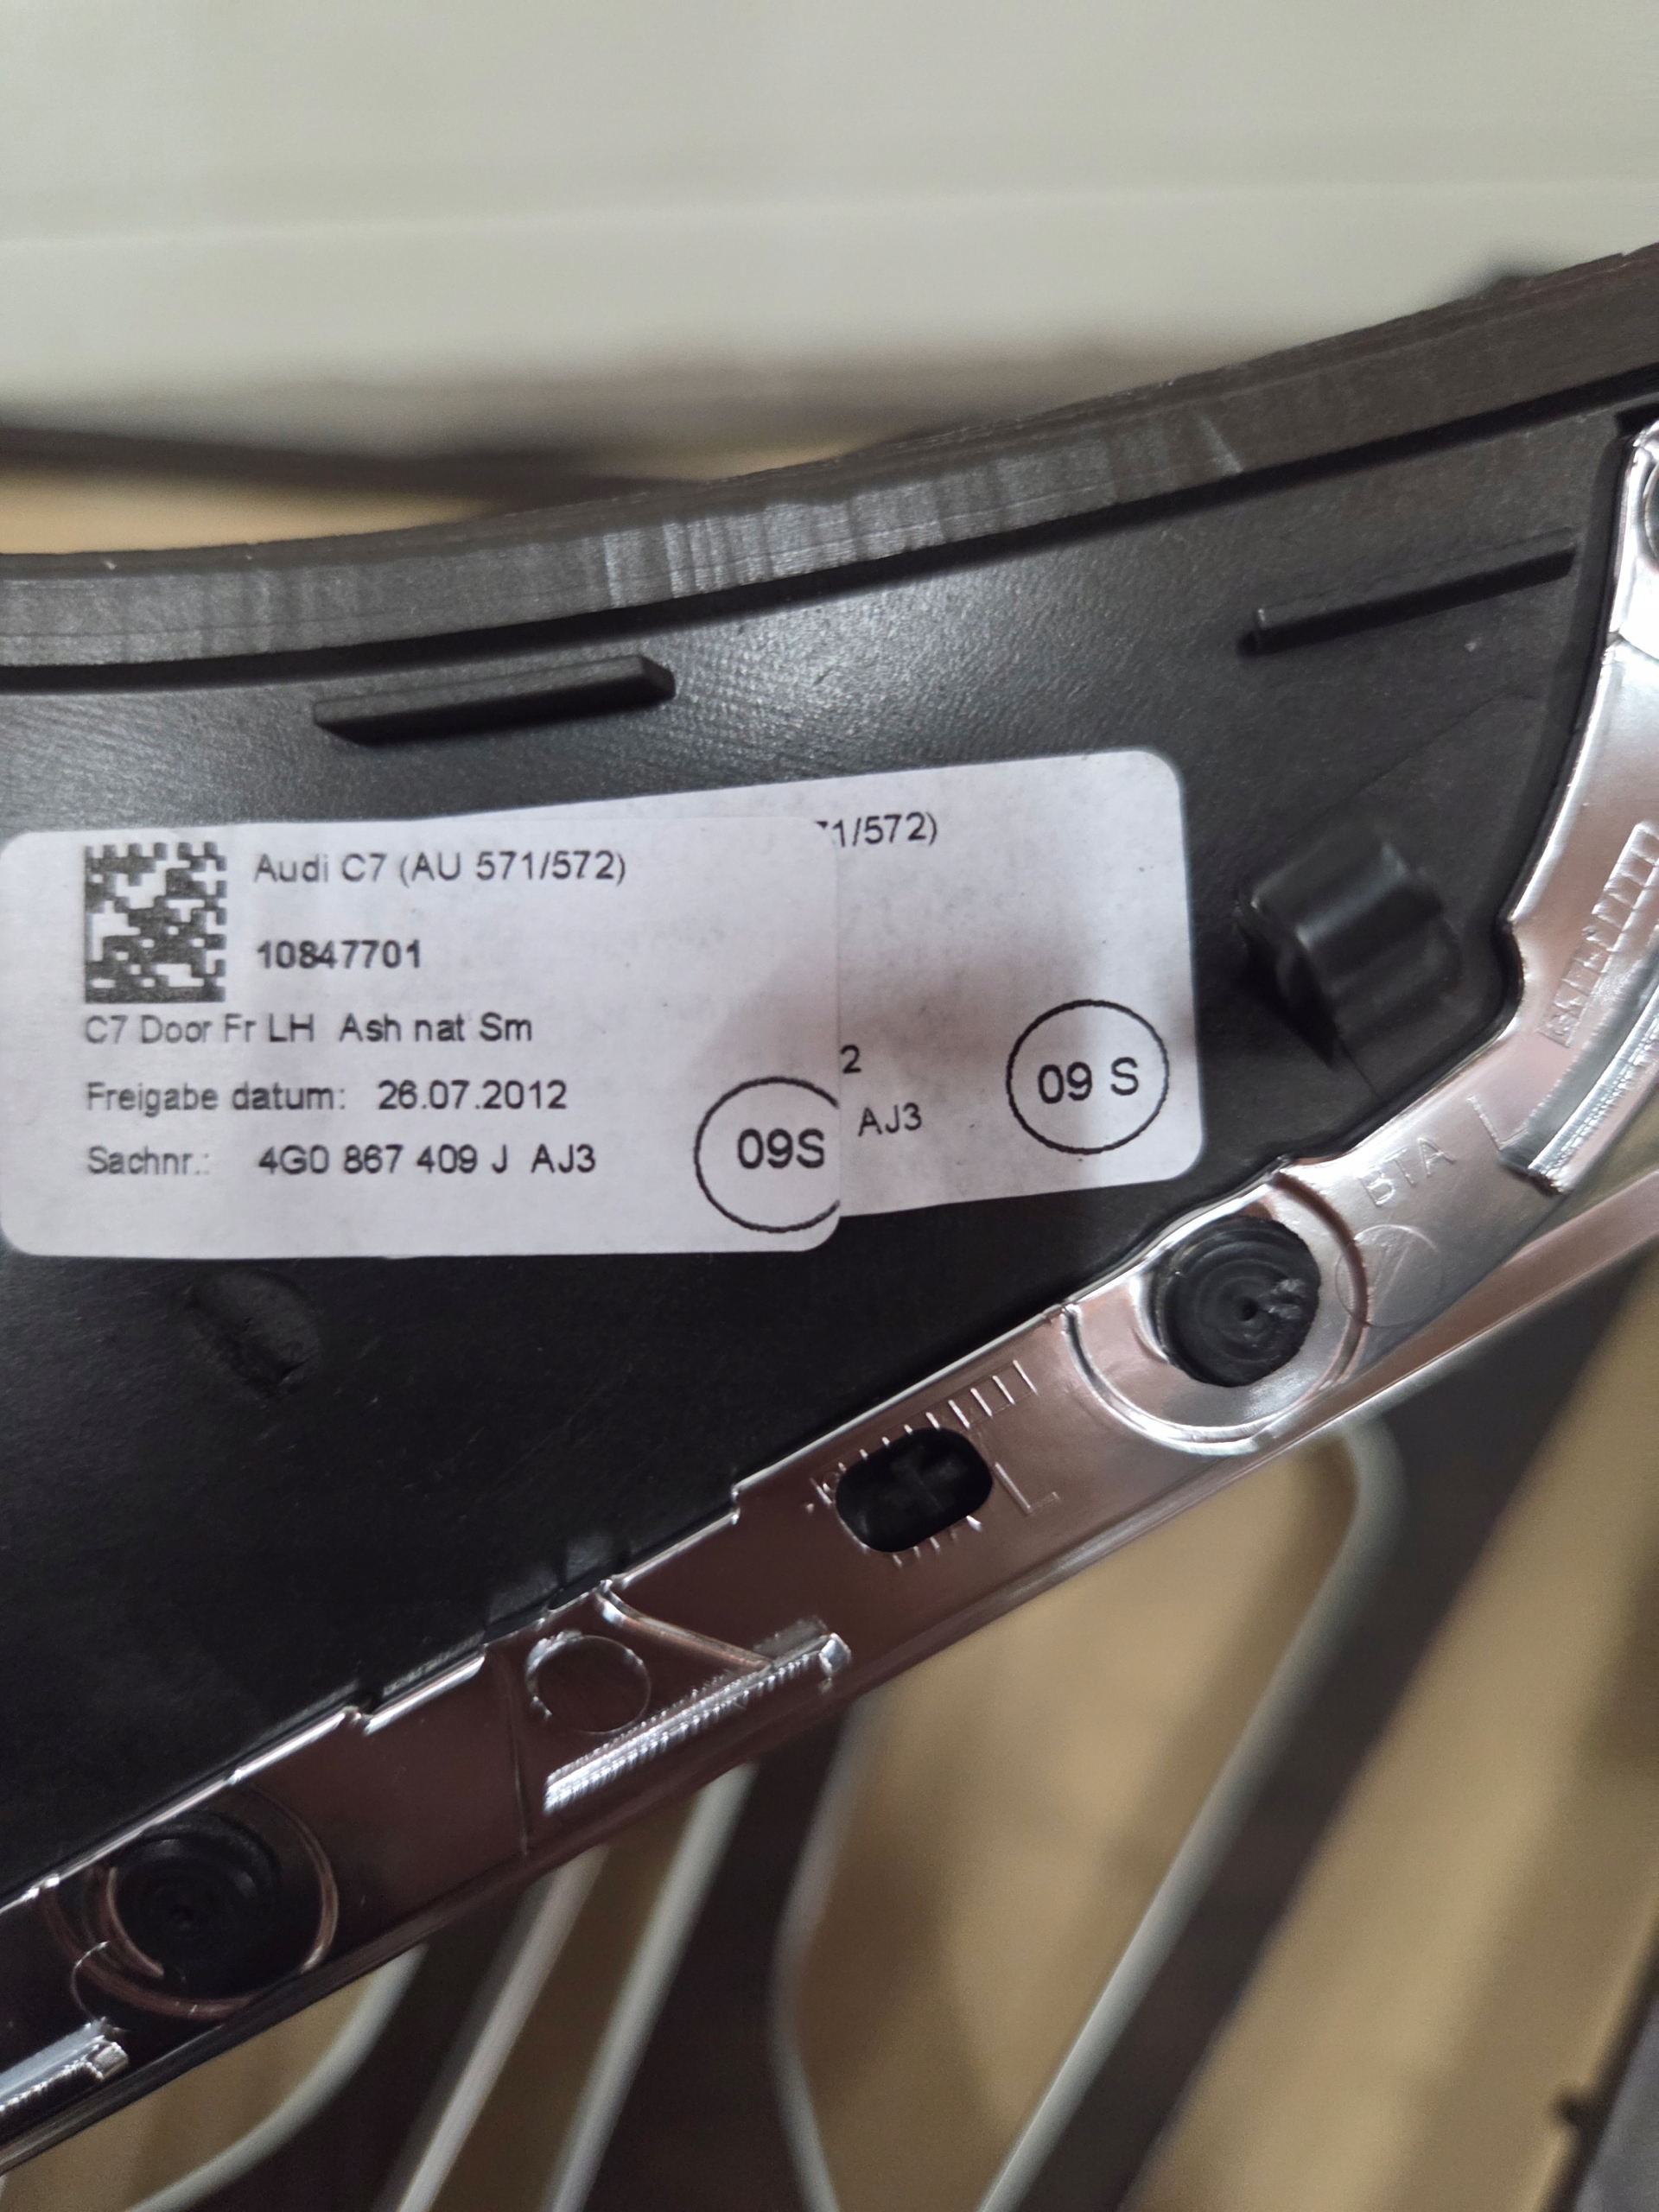 Audi C7 (AU 571/572)
10847701
C7 Door Fr LH Ash nat Sm
Freigabe datum: 26.07.2012
Sachnr.: 4G0 867 409 J AJ3
09S
1/572)
2
AJ3
09 S
BTA L
L